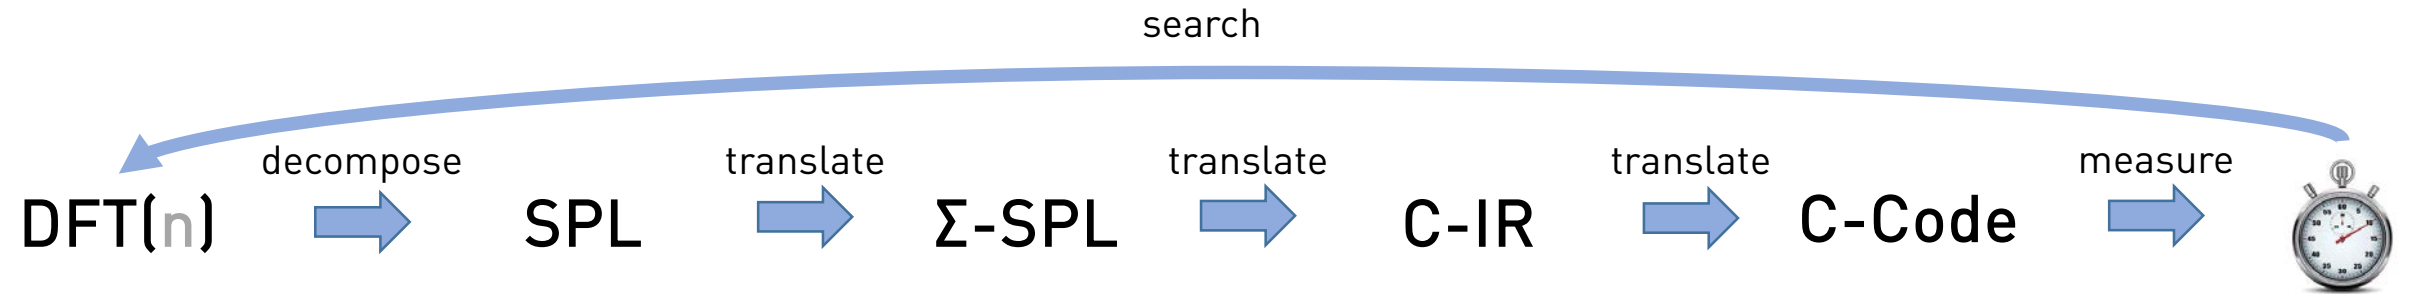 search
decompose
translate
translate
translate
measure
DFT(n)
SPL
Σ-SPL
C-IR
C-Code